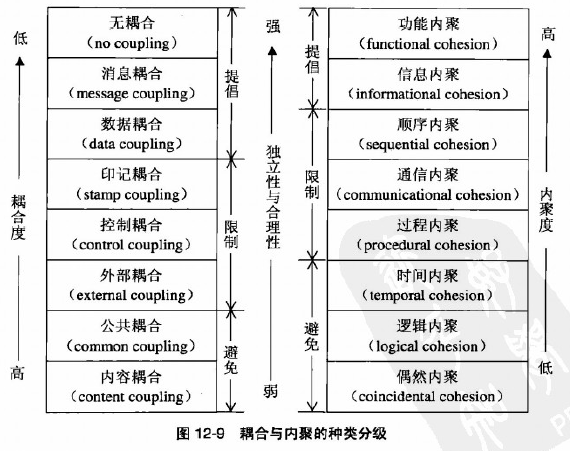 低
耦合度
高
无耦合
(no coupling)
消息耦合
(message coupling)
数据耦合
(data coupling)
印记耦合
(stamp coupling)
控制耦合
(control coupling)
外部耦合
(external coupling)
公共耦合
(common coupling)
内容耦合
(content coupling)
提倡
限制
避免
强
独立性与合理性
弱
提倡
限制
避免
功能内聚
(functional cohesion)
信息内聚
(informational cohesion)
顺序内聚
(sequential cohesion)
通信内聚
(communicational cohesion)
过程内聚
(procedural cohesion)
时间内聚
(temporal cohesion)
逻辑内聚
(logical cohesion)
偶然内聚
(coincidental cohesion)
高
内聚度
低
图 12-9 耦合与内聚的种类分级